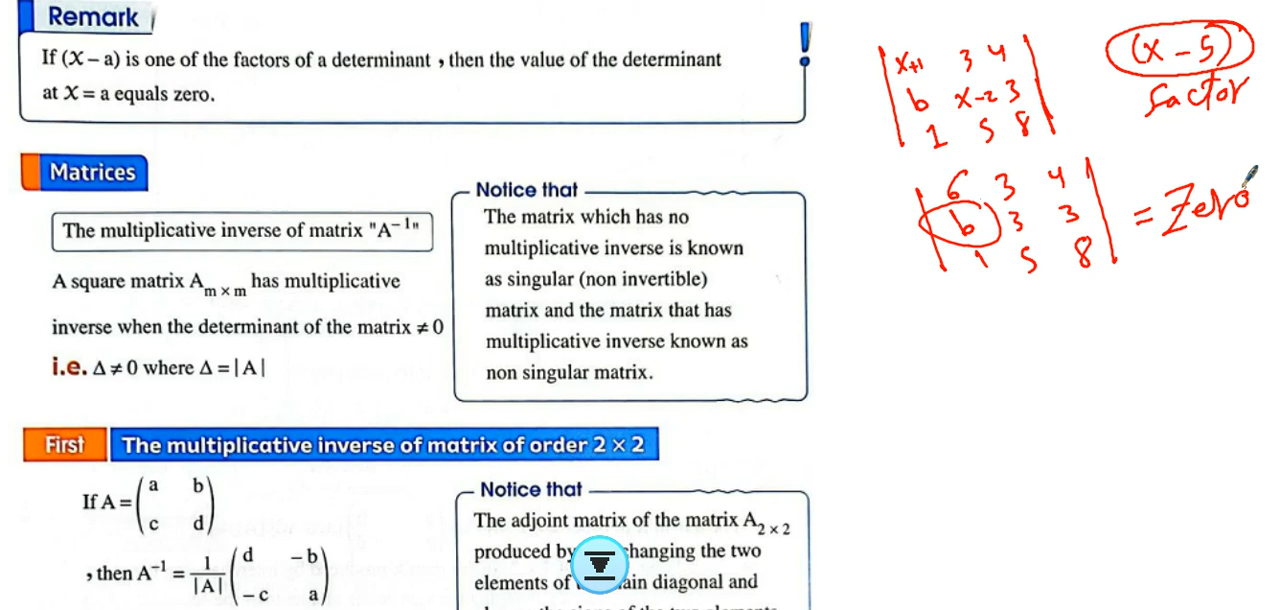 Remark
If (X – a) is one of the factors of a determinant , then the value of the determinant
at X = a equals zero.
!
Matrices
The multiplicative inverse of matrix "A⁻¹"
A square matrix A_{m × m} has multiplicative
inverse when the determinant of the matrix ≠ 0
i.e. Δ ≠ 0 where Δ = |A|
Notice that
The matrix which has no
multiplicative inverse is known
as singular (non invertible)
matrix and the matrix that has
multiplicative inverse known as
non singular matrix.
First The multiplicative inverse of matrix of order 2 × 2
If A = ( a b
c d )
, then A⁻¹ = 1/|A| ( d – b
– c a )
Notice that
The adjoint matrix of the matrix A_{2 × 2}
produced by changing the two
elements of main diagonal and
| x+1 3 4 |
| b x-2 3 |
| 1 5 8 |
(x - 5)
factor
| 6 3 4 |
| b 3 3 | = Zero
| 1 5 8 |